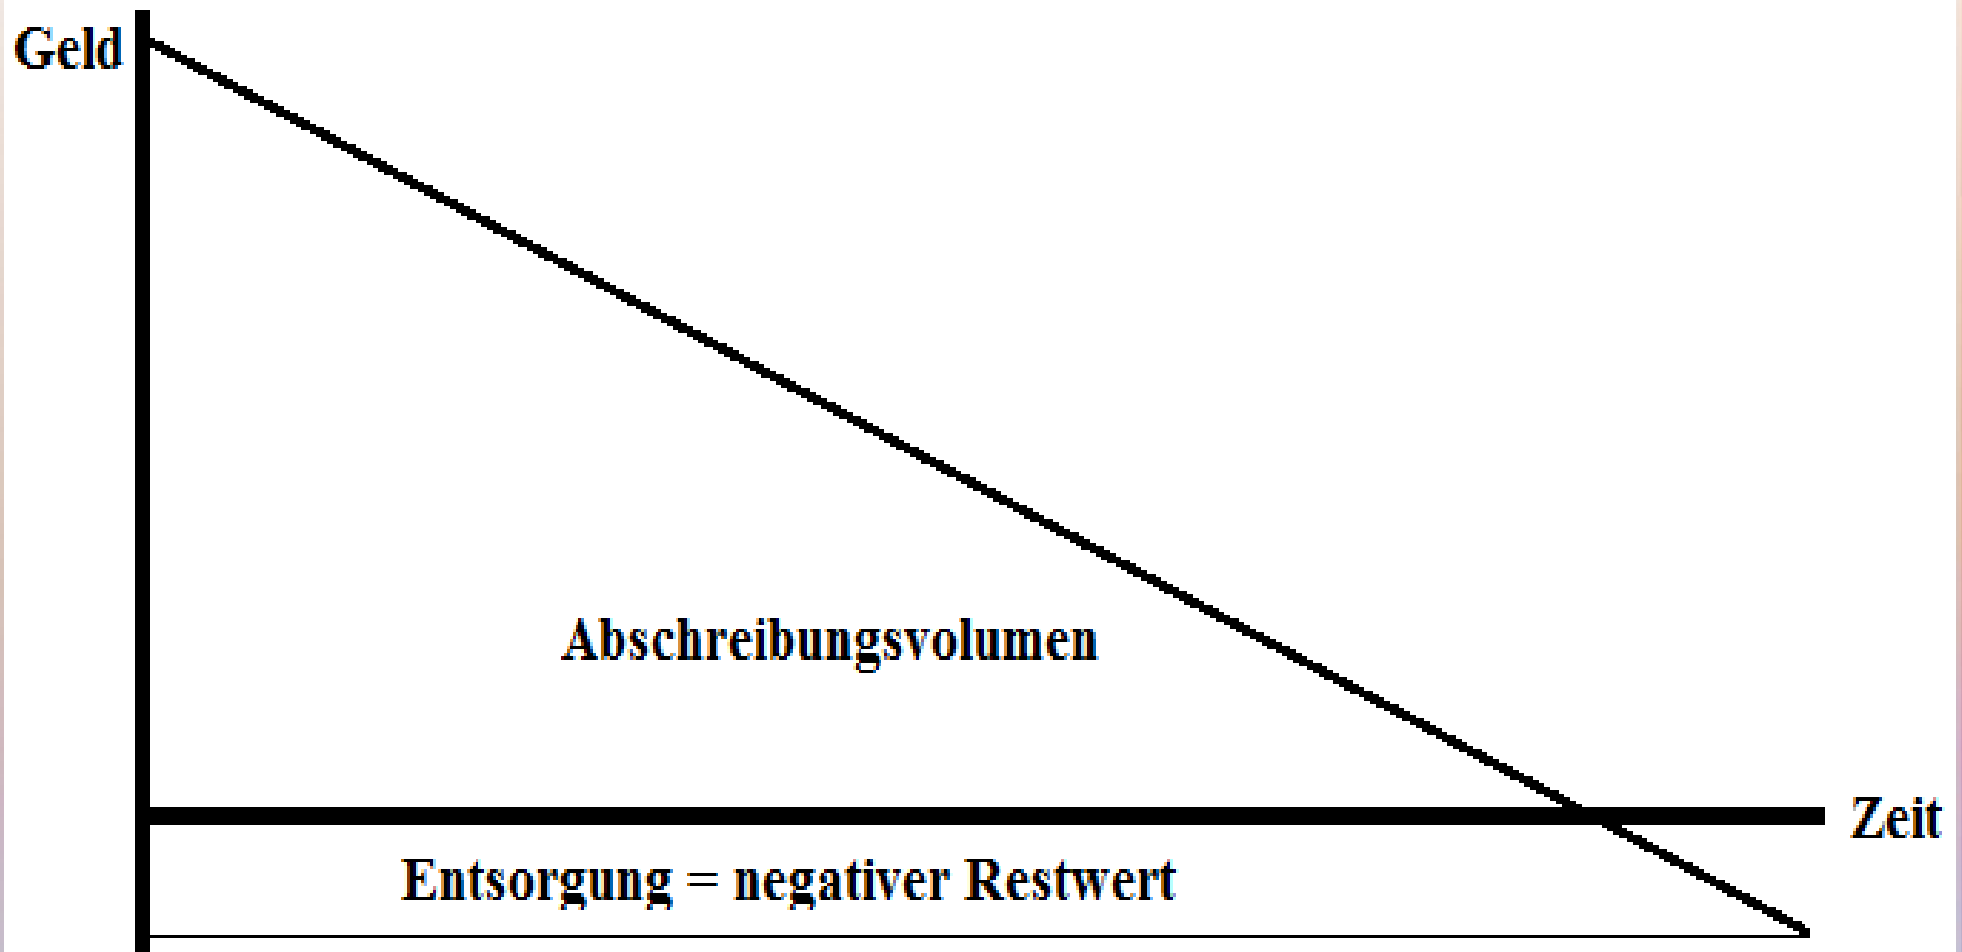 Geld
Abschreibungsvolumen
Zeit
Entsorgung = negativer Restwert